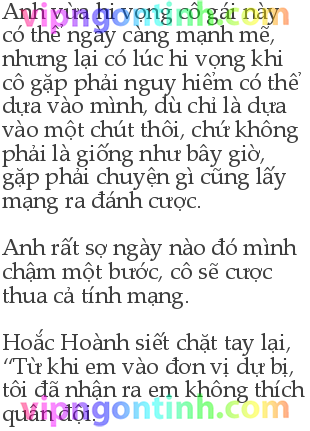 Anh vừa hi vọng cô gái này
có thể ngày càng mạnh mẽ,
nhưng lại có lúc hi vọng khi
cô gặp phải nguy hiểm có thể
dựa vào mình, dù chỉ là dựa
vào một chút thôi, chứ không
phải là giống như bây giờ,
gặp phải chuyện gì cũng lấy
mạng ra đánh cược.
Anh rất sợ ngày nào đó mình
chậm một bước, cô sẽ cược
thua cả tính mạng.
Hoắc Hoành siết chặt tay lại,
“Từ khi em vào đơn vị dự bị,
tôi đã nhận ra em không thích
quân đội.
vipngontinh.com
vipngontinh.com